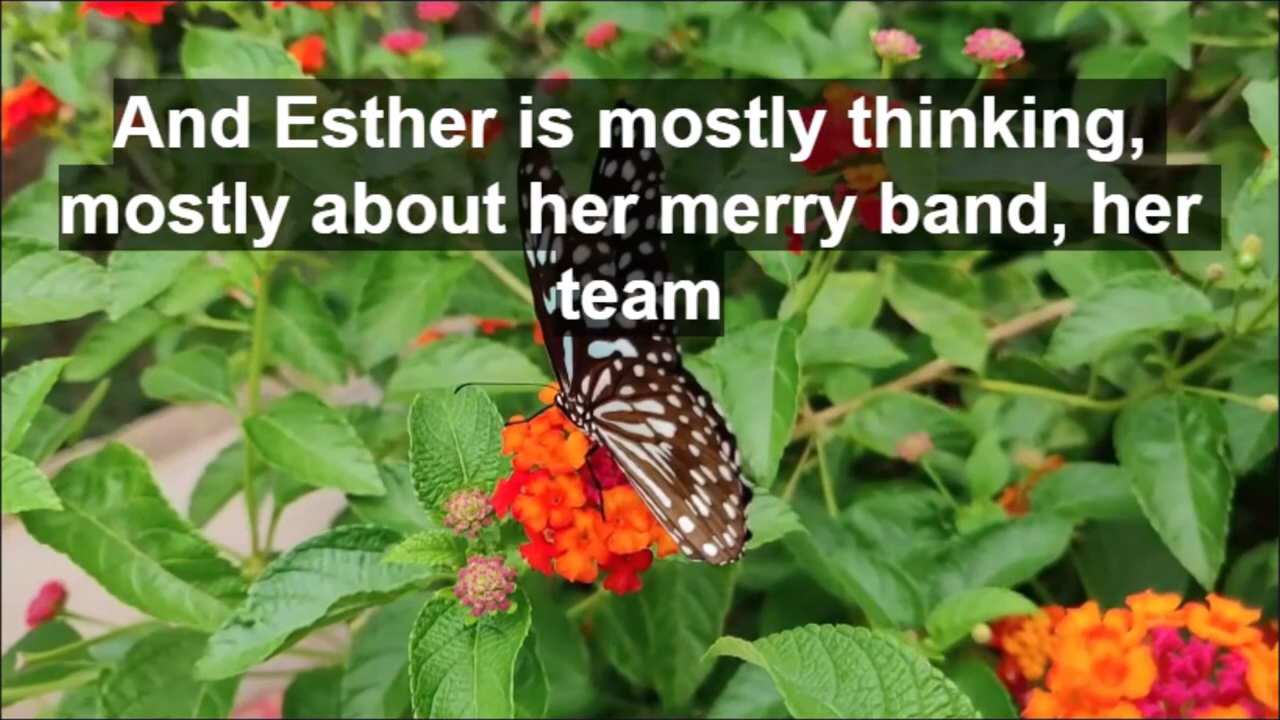 And Esther is mostly thinking,
mostly about her merry band, her
team